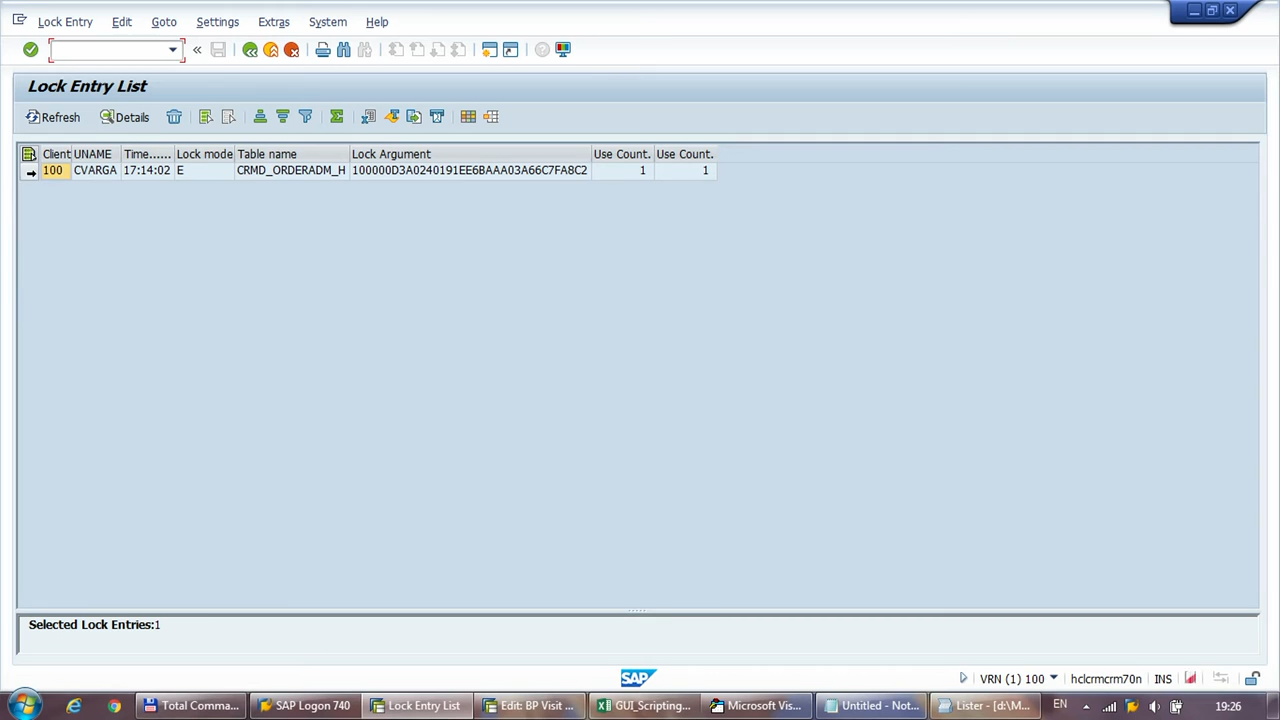 Lock Entry Edit Goto Settings Extras System Help
Lock Entry List
Refresh Details
Client UNAME Time...... Lock mode Table name Lock Argument Use Count. Use Count.
100 CVARGA 17:14:02 E CRMD_ORDERADM_H 100000D3A0240191EE6BAAA03A66C7FA8C2 1 1
Selected Lock Entries:1
SAP VRN (1) 100 hclcrmcrm70n INS
Total Comma... SAP Logon 740 Lock Entry List Edit: BP Visit ... GUI_Scripting... Microsoft Vis... Untitled - Not... Lister - [d:\M... EN 19:26